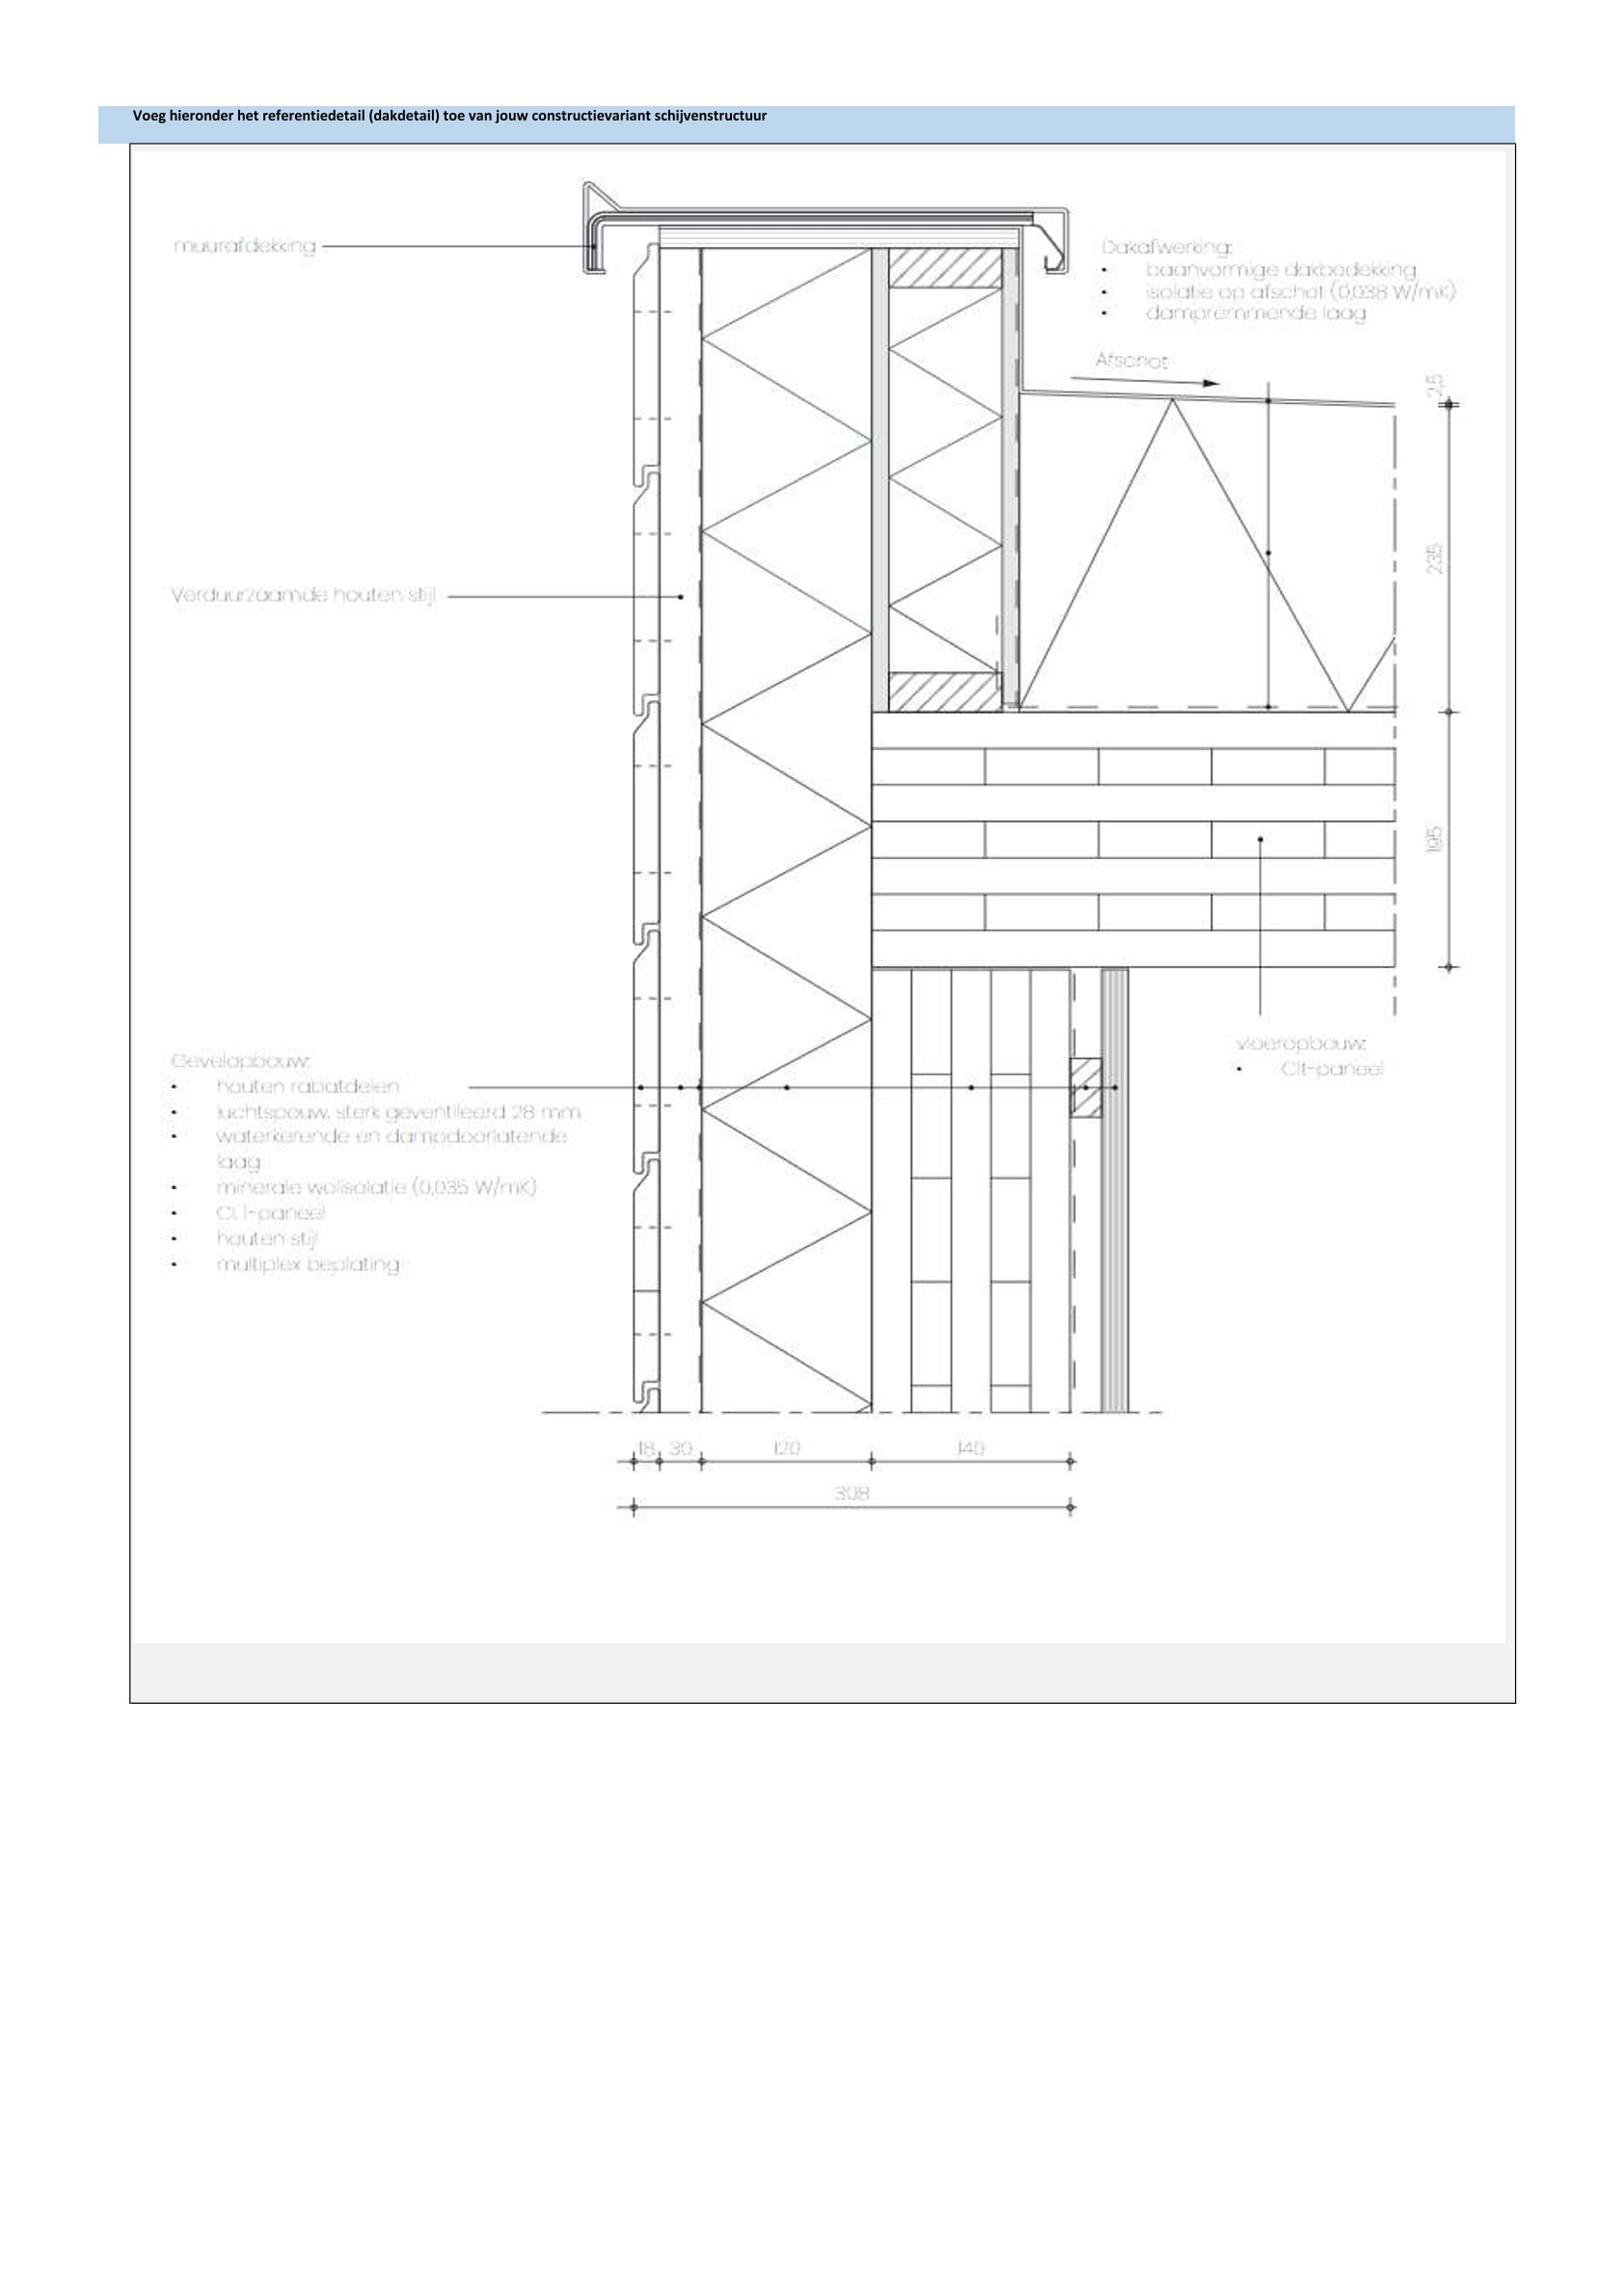 Voeg hieronder het referentiedetail (dakdetail) toe van jouw constructievariant schijvenstructuur
muurafdekking
Dakafwerking:
• baanvormige dakbedekking
• isolatie op afschot (0,038 W/mK)
• dampremmende laag
Afschot
2,5
235
Verduurzaamde houten stijl
195
vloeropbouw:
• Clt-paneel
Gevelopbouw:
• houten rabatdelen
• luchtspouw, sterk geventileerd 28 mm
• waterkerende en dampdoorlatende
laag
• minerale wolisolatie (0,035 W/mK)
• CLT-paneel
• houten stijl
• multiplex beplating
18 30 120 140
308